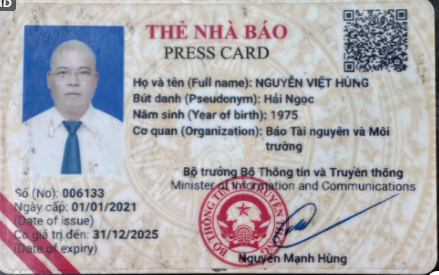 THẺ NHÀ BÁO
PRESS CARD
Họ và tên (Full name): NGUYỄN VIỆT HÙNG
Bút danh (Pseudonym): Hải Ngọc
Năm sinh (Year of birth): 1975
Cơ quan (Organization): Báo Tài nguyên và Môi
trường
Bộ trưởng Bộ Thông tin và Truyền thông
Minister of Information and Communications
Số (No): 006133
Ngày cấp: 01/01/2021
(Date of issue)
Có giá trị đến: 31/12/2025
(Date of expiry)
Nguyễn Mạnh Hùng